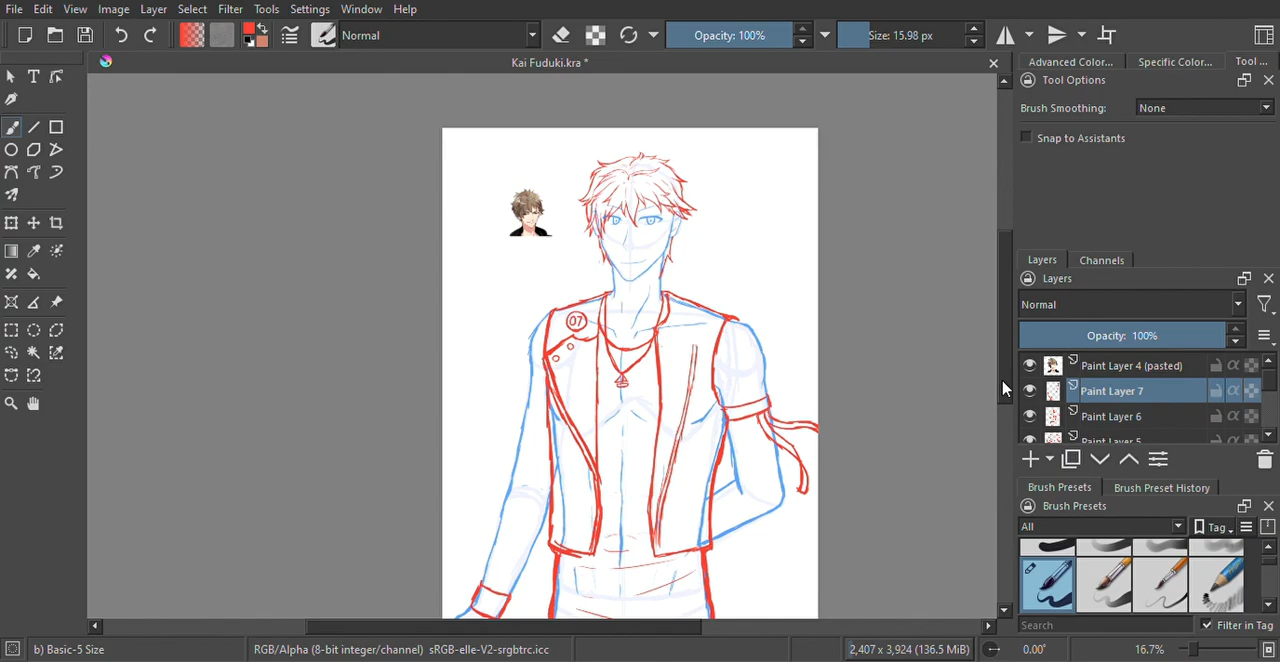 File Edit View Image Layer Select Filter Tools Settings Window Help
Normal Opacity: 100% Size: 15.98 px
Kai Fuduki.kra *
Advanced Color... Specific Color... Tool ...
Tool Options
Brush Smoothing: None
Snap to Assistants
07
Layers Channels
Layers
Normal
Opacity: 100%
Paint Layer 4 (pasted)
Paint Layer 7
Paint Layer 6
Paint Layer 5
Brush Presets Brush Preset History
Brush Presets
All Tag
Search Filter in Tag
b) Basic-5 Size RGB/Alpha (8-bit integer/channel) sRGB-elle-V2-srgbtrc.icc 2,407 x 3,924 (136.5 MiB) 0.00° 16.7%